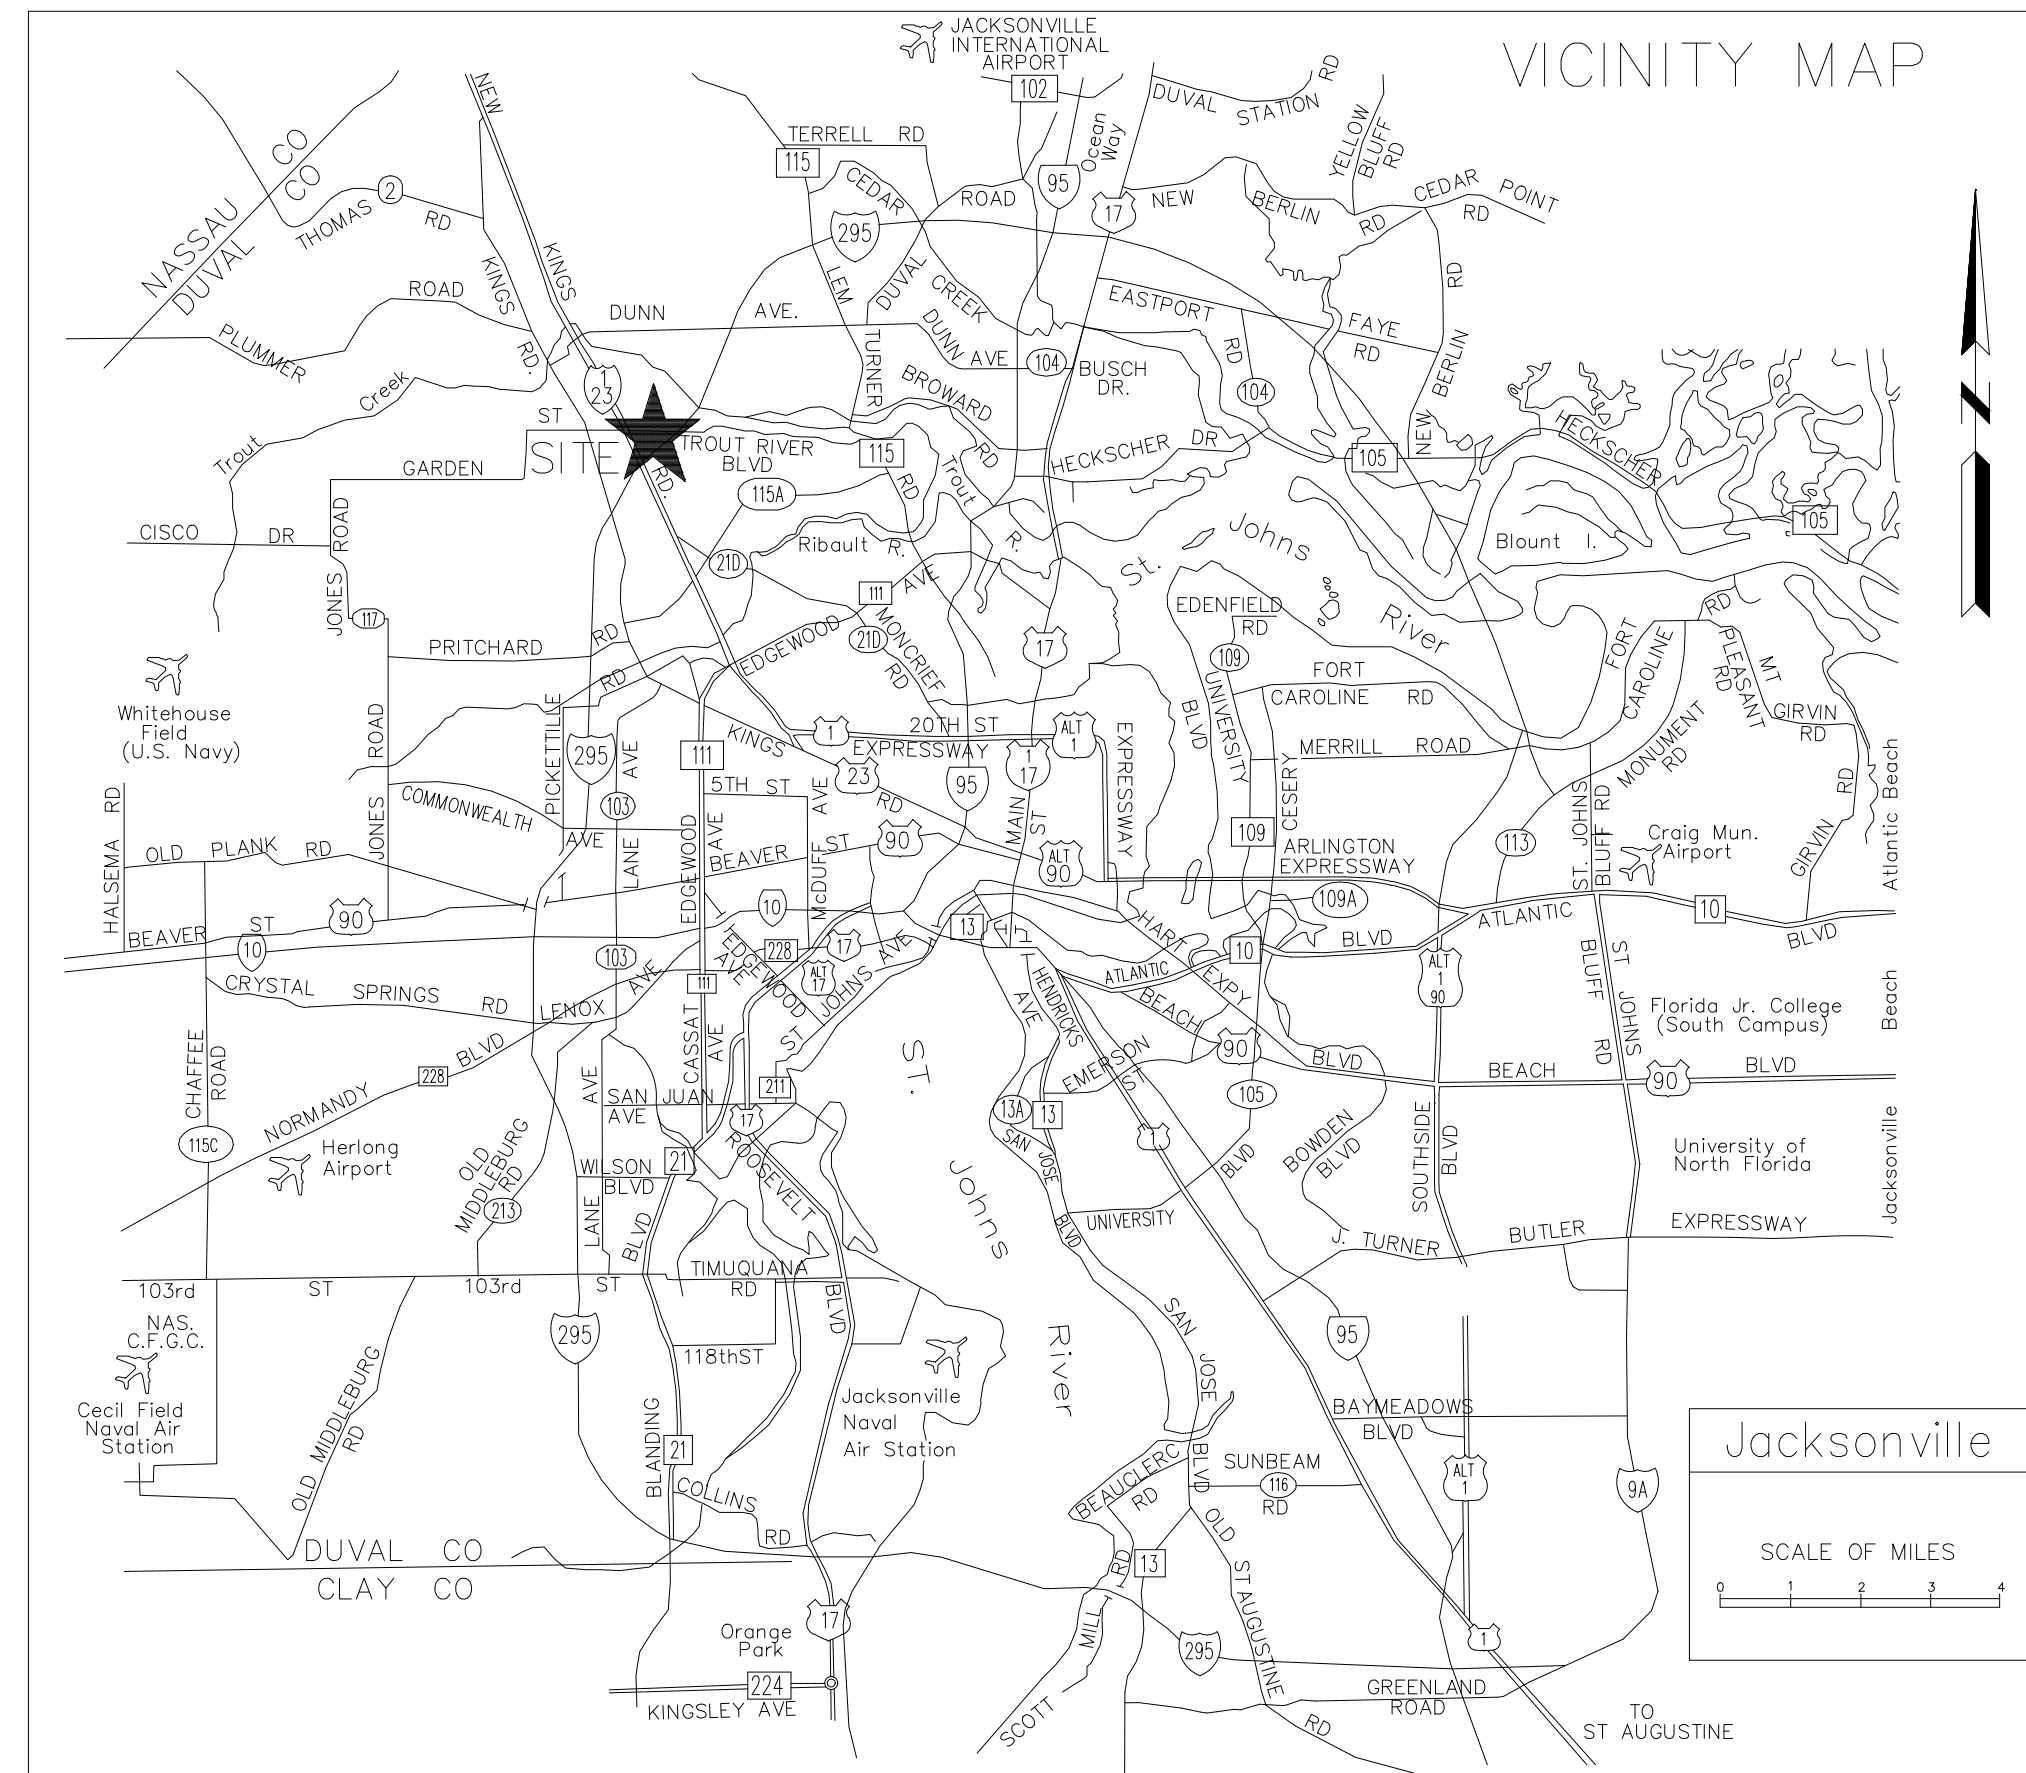 VICINITY MAP
JACKSONVILLE
INTERNATIONAL
AIRPORT
102
NEW
KINGS
RD.
DUVAL STATION RD
YELLOW
BLUFF
RD
Ocean
Way
TERRELL RD
115
CEDAR
CREEK
ROAD
95
17
NEW BERLIN RD
CEDAR POINT
RD
NASSAU CO
DUVAL CO
THOMAS
2
RD
KINGS
RD.
295
LEM
TURNER
RD
DUVAL
DUNN AVE.
DUNN AVE
104
BUSCH
DR.
EASTPORT
RD
104
FAYE
RD
NEW BERLIN
RD
PLUMMER
ROAD
Trout Creek
1
23
BROWARD
RD
SITE
TROUT RIVER
BLVD
115
GARDEN
ST
HECKSCHER DR
105
HECKSCHER
105
115A
Trout
R.
CISCO DR
JONES
ROAD
21D
Ribault R.
St. Johns River
Blount I.
111
EDGEWOOD AVE
21D
MONCRIEF
RD
EDENFIELD
RD
109
117
PRITCHARD RD
17
FORT
CAROLINE RD
FORT
CAROLINE
RD
MT
PLEASANT
RD
Whitehouse
Field
(U.S. Navy)
JONES
ROAD
PICKETTILLE
RD
295
LANE AVE
111
KINGS
RD
1
20TH ST
EXPRESSWAY
ALT
1
EXPRESSWAY
BLVD
UNIVERSITY
MERRILL ROAD
MONUMENT
RD
GIRVIN
RD
GIRVIN
RD
1
17
23
95
5TH ST
103
COMMONWEALTH
AVE
MAIN
ST
CESERY
109
113
Craig Mun.
Airport
Atlantic Beach
HALSEMA RD
OLD PLANK RD
EDGEWOOD
AVE
McDUFF
AVE
BEAVER ST
90
ALT
90
ARLINGTON
EXPRESSWAY
ST. JOHNS
BLUFF RD
109A
ATLANTIC
BLVD
10
BLVD
BEAVER ST
90
10
10
EDGEWOOD
AVE
228
17
ALT
17
13
HART
EXPY
10
ALT
1
90
ST JOHNS
BLUFF RD
CRYSTAL SPRINGS RD
LENOX AVE
103
111
ST JOHNS AVE
HENDRICKS
AVE
ATLANTIC
BEACH
BLVD
Florida Jr. College
(South Campus)
Beach
CHAFFEE
ROAD
NORMANDY
228
BLVD
CASSAT
AVE
EMERSON
ST
90
BEACH
90
BLVD
ST.
Johns
River
SAN JUAN
AVE
211
17
13A
13
105
115C
Herlong
Airport
OLD
MIDDLEBURG
RD
213
WILSON
BLVD
LANE
AVE
21
ROOSEVELT
BLVD
SAN
JOSE
BLVD
1
UNIVERSITY
BLVD
BOWDEN
BLVD
SOUTHSIDE
BLVD
University of
North Florida
Jacksonville
J. TURNER
BUTLER
EXPRESSWAY
103rd
ST
103rd
ST
TIMUQUANA
RD
NAS.
C.F.G.C.
Cecil Field
Naval Air
Station
OLD MIDDLEBURG
RD
295
118thST
BLANDING
BLVD
21
COLLINS
RD
Jacksonville
Naval
Air Station
SAN
JOSE
BLVD
95
BAYMEADOWS
BLVD
SUNBEAM
116
RD
BEAUCLERC
RD
ALT
1
9A
DUVAL CO
CLAY CO
OLD
ST AUGUSTINE
RD
13
SCOTT
MILL
RD
17
Orange
Park
224
KINGSLEY AVE
295
1
GREENLAND
ROAD
TO
ST AUGUSTINE
Jacksonville
SCALE OF MILES
0 1 2 3 4